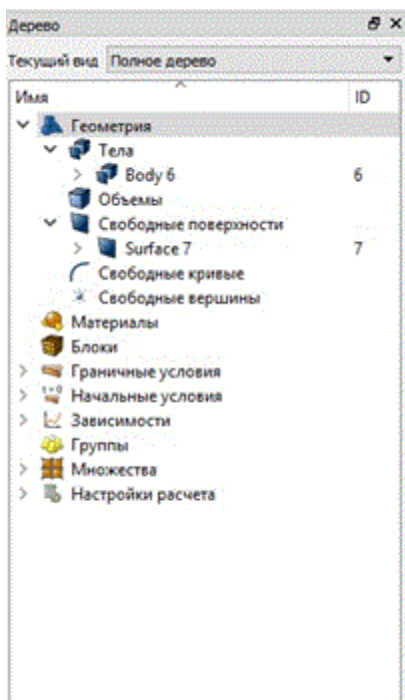 Дерево
Текущий вид Полное дерево
Имя ID
Геометрия
Тела
Body 6 6
Объемы
Свободные поверхности
Surface 7 7
Свободные кривые
Свободные вершины
Материалы
Блоки
Граничные условия
Начальные условия
Зависимости
Группы
Множества
Настройки расчета